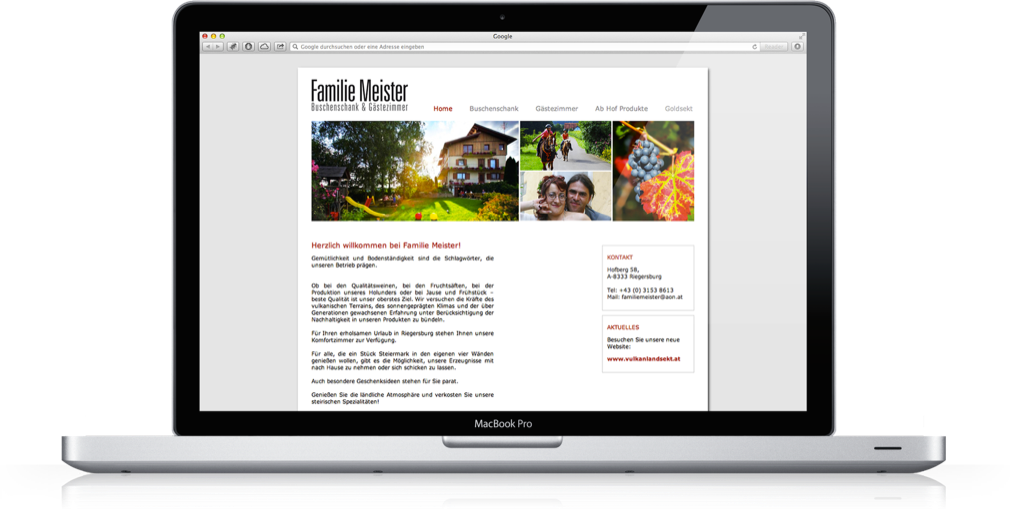 Google
Google durchsuchen oder eine Adresse eingeben
Familie Meister
Buschenschank & Gästezimmer
Home Buschenschank Gästezimmer Ab Hof Produkte Goldsekt
Herzlich willkommen bei Familie Meister!
Gemütlichkeit und Bodenständigkeit sind die Schlagwörter, die
unseren Betrieb prägen.
Ob bei den Qualitätsweinen, bei den Fruchtsäften, bei der
Produktion unseres Holunders oder bei Jause und Frühstück –
beste Qualität ist unser oberstes Ziel. Wir versuchen die Kräfte des
vulkanischen Terrains, des sonnengeprägten Klimas und der über
Generationen gewachsenen Erfahrung unter Berücksichtigung der
Nachhaltigkeit in unseren Produkten zu bündeln.
Für Ihren erholsamen Urlaub in Riegersburg stehen Ihnen unsere
Komfortzimmer zur Verfügung.
Für alle, die ein Stück Steiermark in den eigenen vier Wänden
genießen wollen, gibt es die Möglichkeit, unsere Erzeugnisse mit
nach Hause zu nehmen oder sich schicken zu lassen.
Auch besondere Geschenksideen stehen für Sie parat.
Genießen Sie die ländliche Atmosphäre und verkosten Sie unsere
steirischen Spezialitäten!
KONTAKT
Hofberg 58,
A-8333 Riegersburg
Tel: +43 (0) 3153 8613
Mail: familiemeister@aon.at
AKTUELLES
Besuchen Sie unsere neue
Website:
www.vulkanlandsekt.at
MacBook Pro